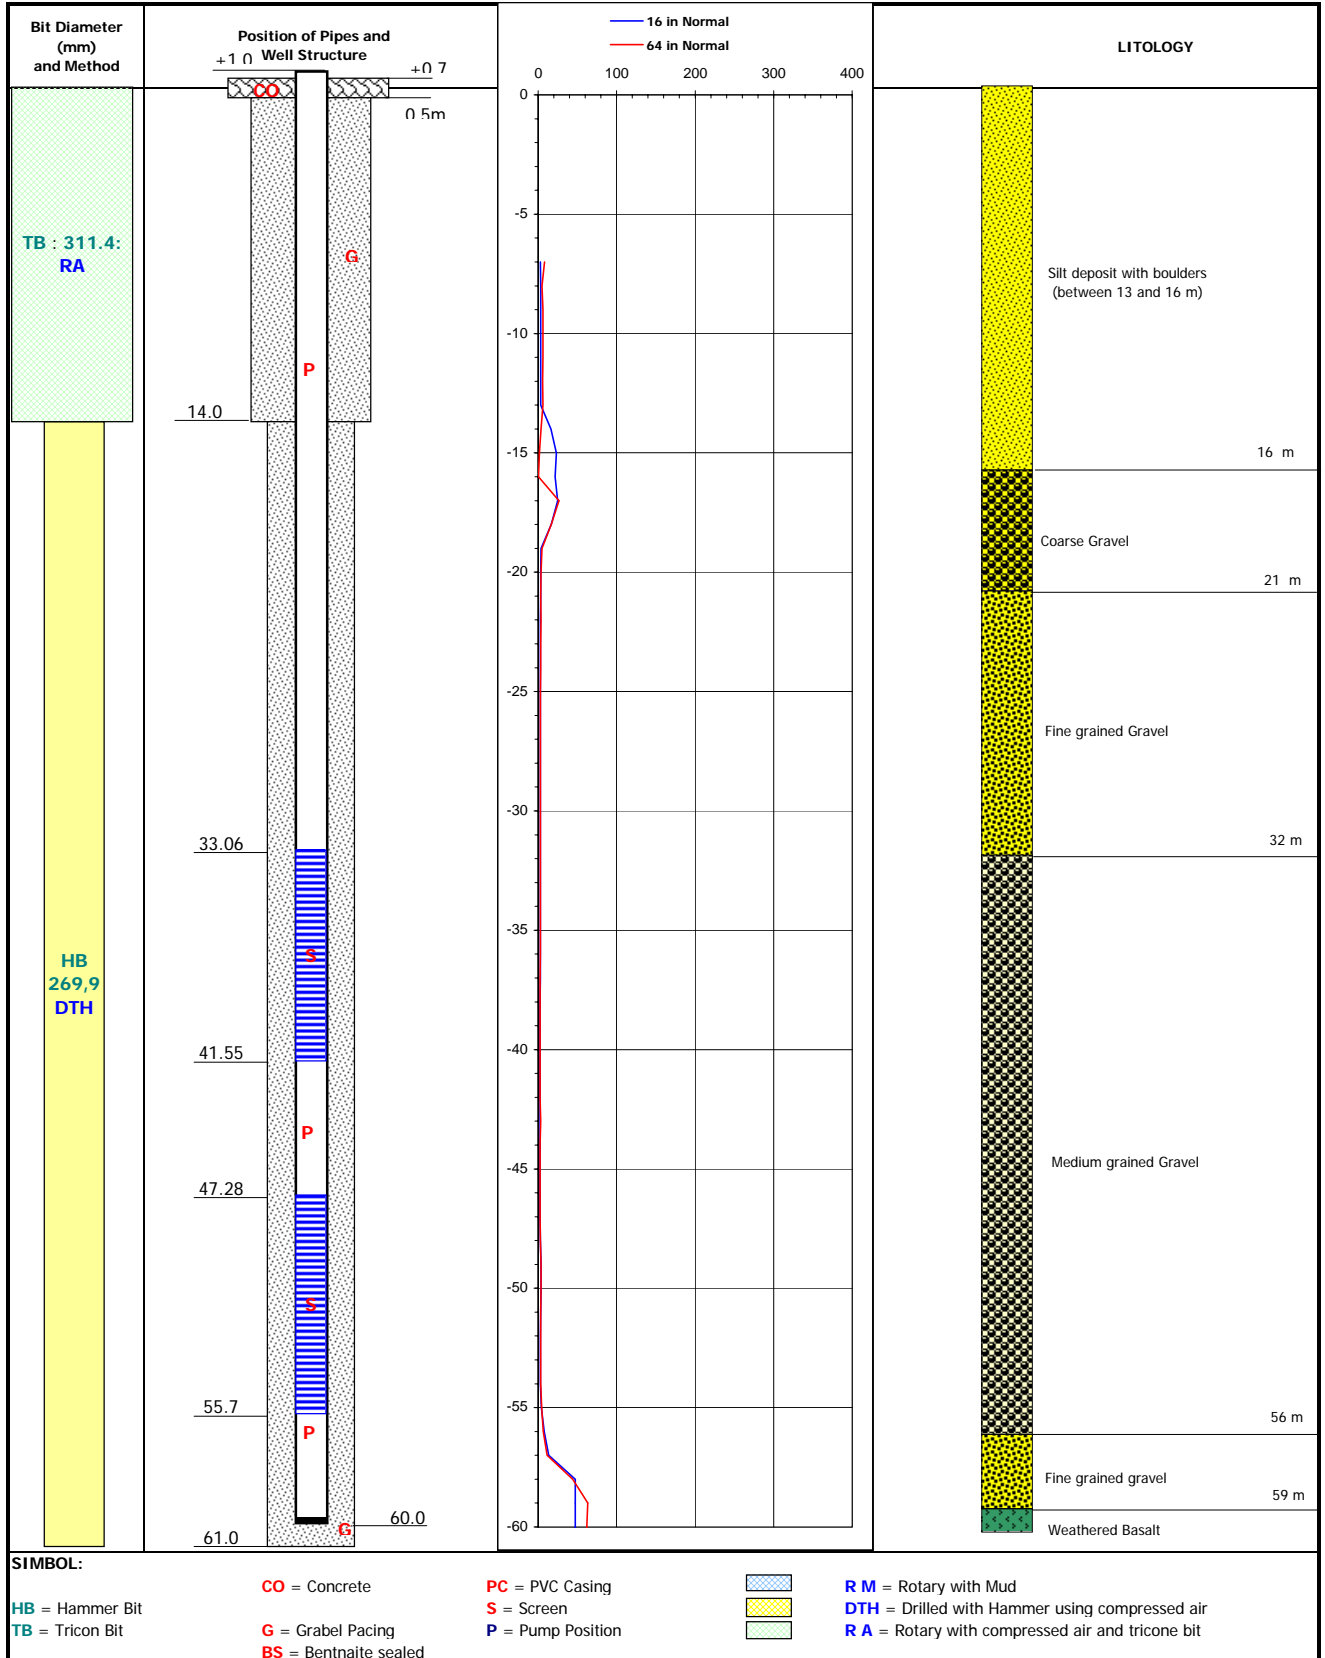 Bit Diameter
(mm)
and Method
Position of Pipes and
Well Structure
16 in Normal
64 in Normal
LITOLOGY
+1.0
+0.7
CO
0.5m
0 100 200 300 400
0
-5
-10
-15
-20
-25
-30
-35
-40
-45
-50
-55
-60
TB : 311.4:
RA
G
P
14.0
33.06
S
41.55
P
47.28
S
55.7
P
60.0
G
61.0
HB
269,9
DTH
Silt deposit with boulders
(between 13 and 16 m)
16 m
Coarse Gravel
21 m
Fine grained Gravel
32 m
Medium grained Gravel
56 m
Fine grained gravel
59 m
Weathered Basalt
SIMBOL:
HB = Hammer Bit
TB = Tricon Bit
CO = Concrete
G = Grabel Pacing
BS = Bentnaite sealed
PC = PVC Casing
S = Screen
P = Pump Position
R M = Rotary with Mud
DTH = Drilled with Hammer using compressed air
R A = Rotary with compressed air and tricone bit